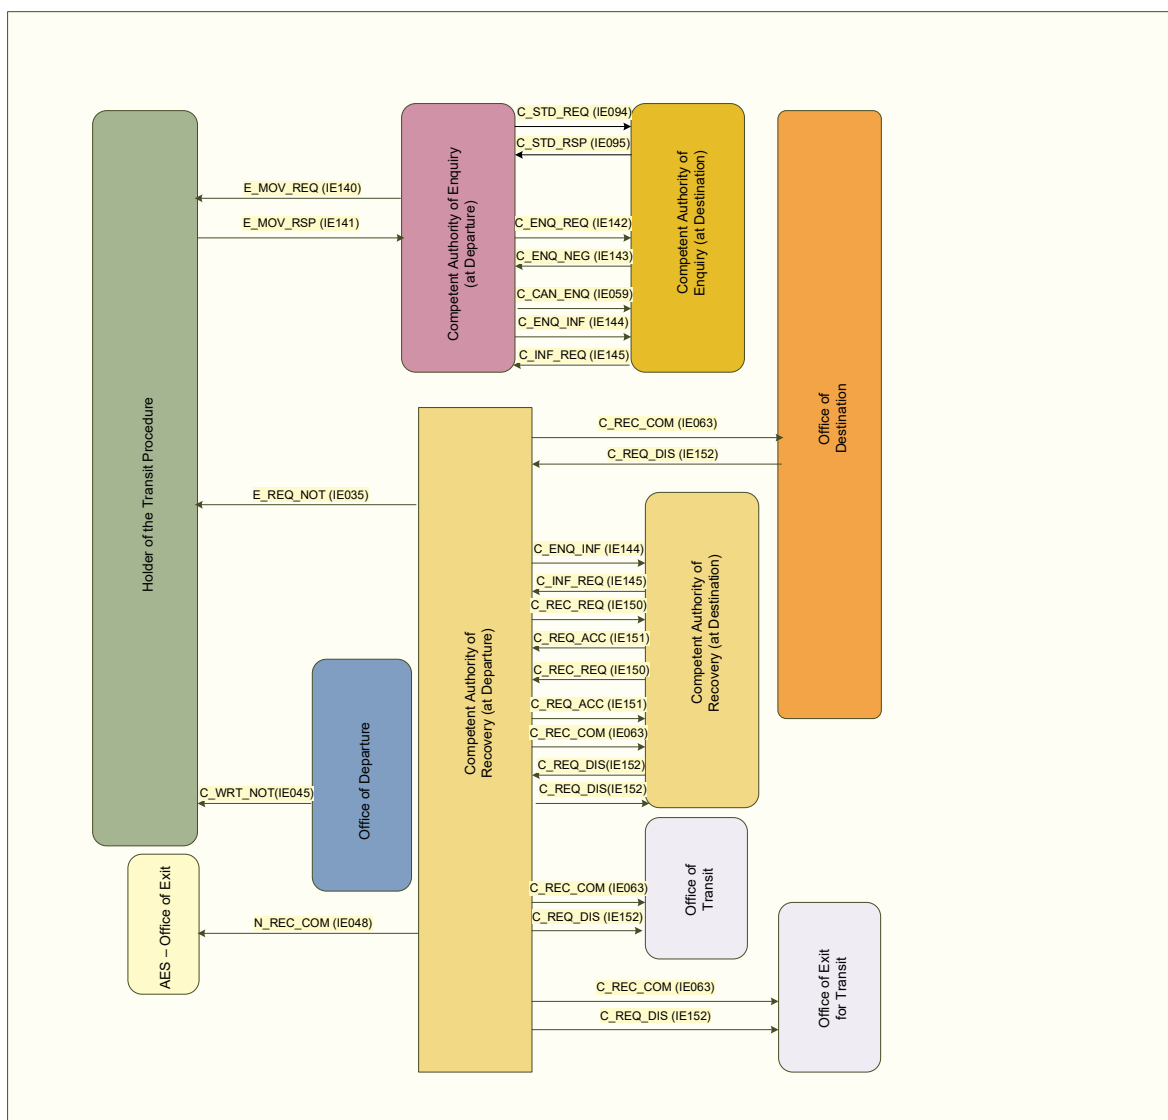 C_STD_REQ (IE094)
C_STD_RSP (IE095)
E_MOV_REQ (IE140)
E_MOV_RSP (IE141)
C_ENQ_REQ (IE142)
C_ENQ_NEG (IE143)
C_CAN_ENQ (IE059)
C_ENQ_INF (IE144)
C_INF_REQ (IE145)
Competent Authority of Enquiry
(at Departure)
Competent Authority of
Enquiry (at Destination)
Holder of the Transit Procedure
Office of
Destination
C_REC_COM (IE063)
C_REQ_DIS (IE152)
E_REQ_NOT (IE035)
C_ENQ_INF (IE144)
C_INF_REQ (IE145)
C_REC_REQ (IE150)
C_REQ_ACC (IE151)
C_REC_REQ (IE150)
C_REQ_ACC (IE151)
C_REC_COM (IE063)
C_REQ_DIS(IE152)
C_REQ_DIS(IE152)
Competent Authority of
Recovery (at Departure)
Competent Authority of
Recovery (at Destination)
Office of Departure
C_WRT_NOT(IE045)
AES – Office of Exit
N_REC_COM (IE048)
C_REC_COM (IE063)
C_REQ_DIS (IE152)
Office of
Transit
C_REC_COM (IE063)
C_REQ_DIS (IE152)
Office of Exit
for Transit